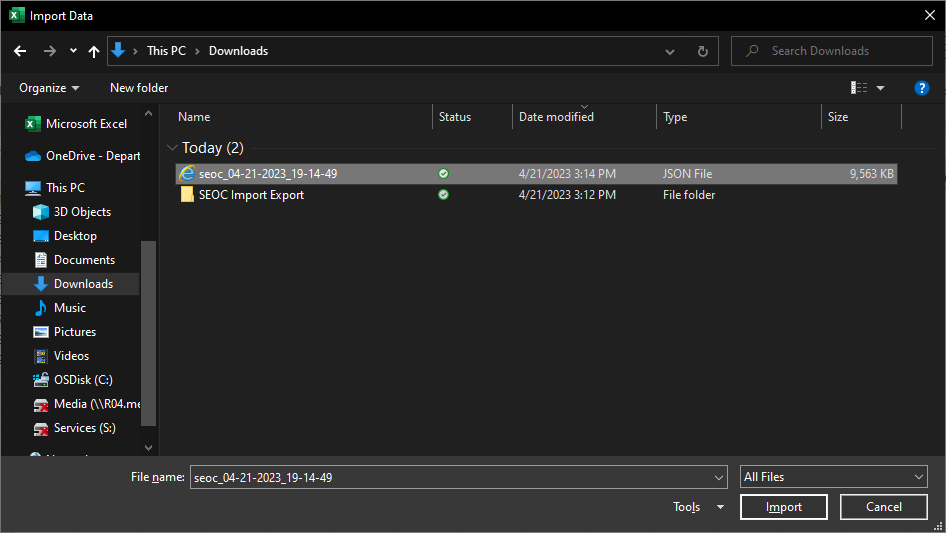 Import Data
This PC > Downloads
Search Downloads
Organize
New folder
?
Name Status Date modified Type Size
Microsoft Excel
OneDrive - Depart
This PC
3D Objects
Desktop
Documents
Downloads
Music
Pictures
Videos
OSDisk (C:)
Media (\\R04.me
Services (S:)
Today (2)
seoc_04-21-2023_19-14-49 4/21/2023 3:14 PM JSON File 9,563 KB
SEOC Import Export 4/21/2023 3:12 PM File folder
File name: seoc_04-21-2023_19-14-49 All Files
Tools Import Cancel